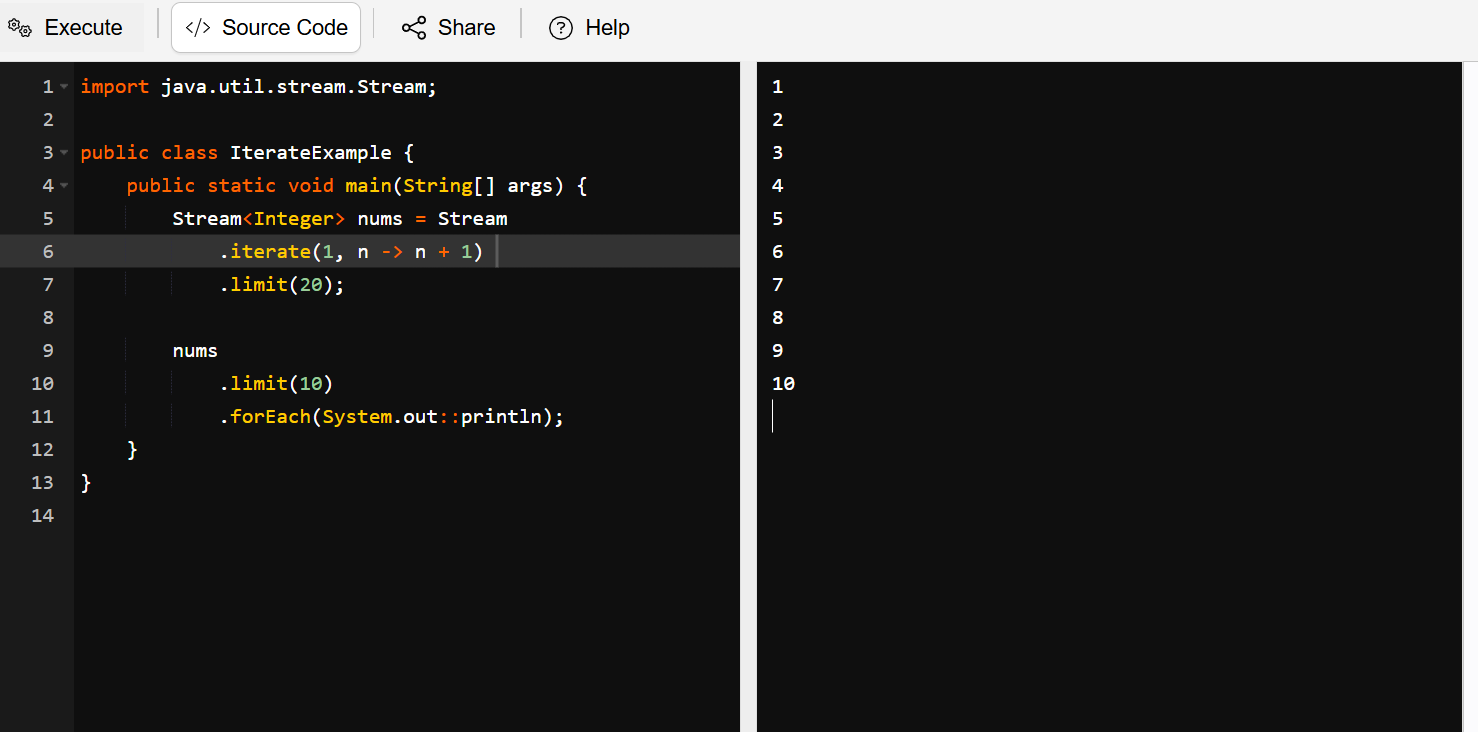 Execute </> Source Code Share ? Help
1 import java.util.stream.Stream;
2
3 public class IterateExample {
4     public static void main(String[] args) {
5         Stream<Integer> nums = Stream
6             .iterate(1, n -> n + 1)
7             .limit(20);
8
9         nums
10             .limit(10)
11             .forEach(System.out::println);
12     }
13 }
14
1
2
3
4
5
6
7
8
9
10